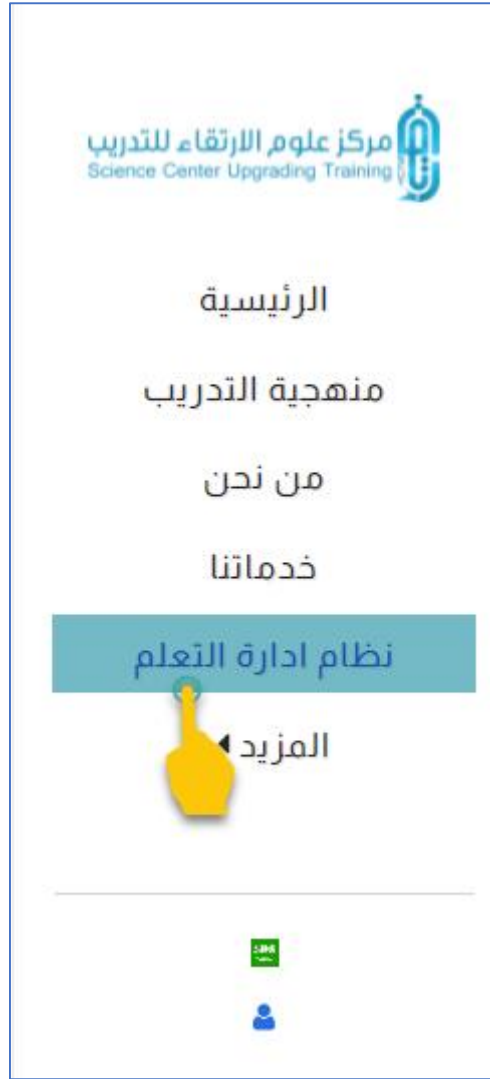 مركز علوم الارتقاء للتدريب
Science Center Upgrading Training
الرئيسية
منهجية التدريب
من نحن
خدماتنا
نظام ادارة التعلم
المزيد